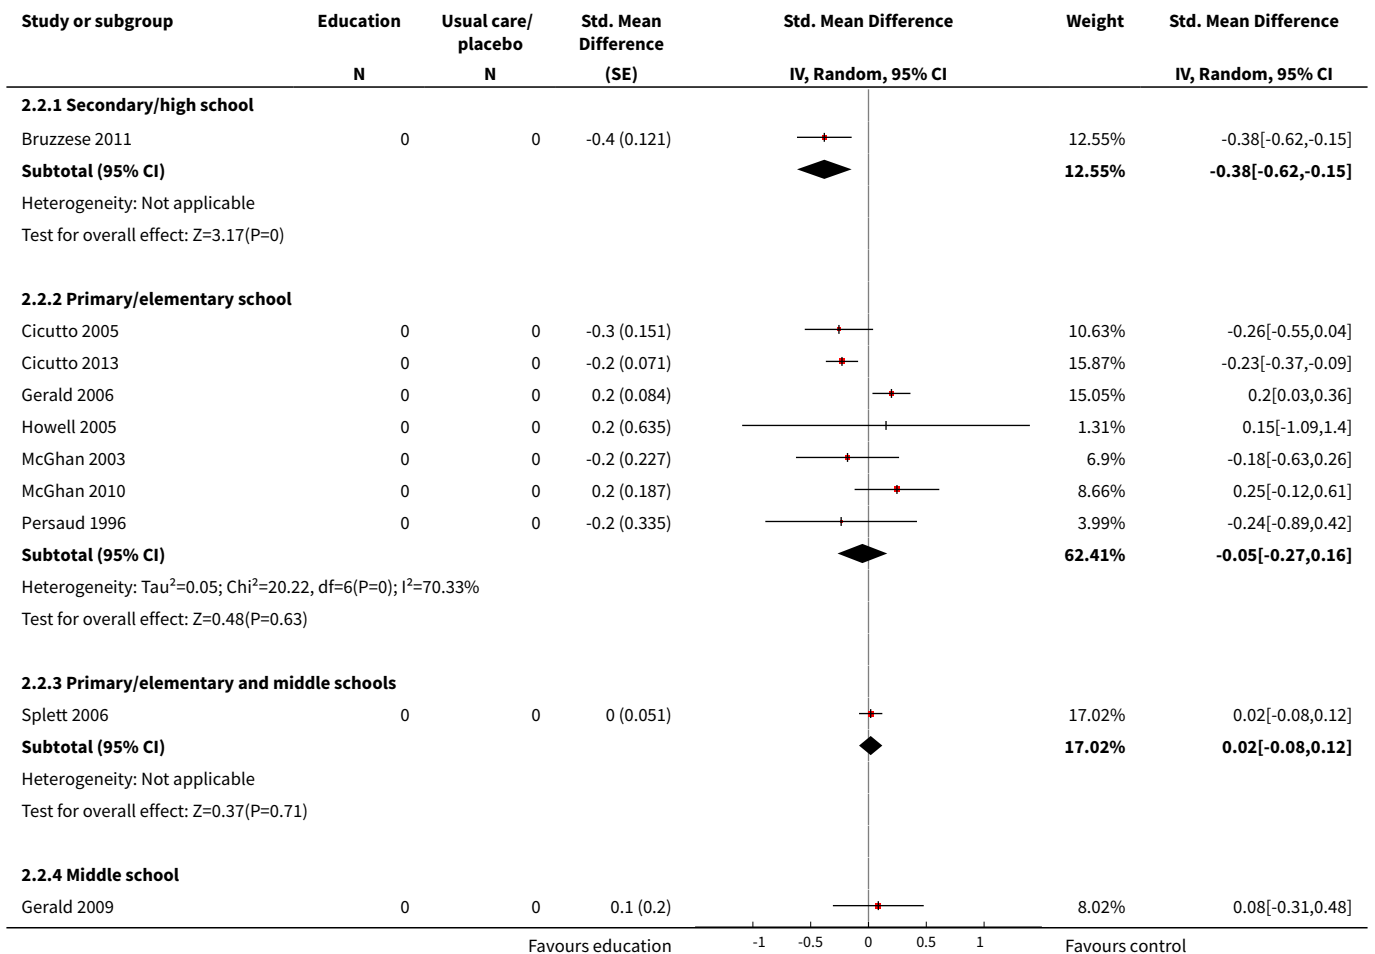 Study or subgroup Education Usual care/ Std. Mean Std. Mean Difference Weight Std. Mean Difference
placebo Difference
N N (SE) IV, Random, 95% CI IV, Random, 95% CI
2.2.1 Secondary/high school
Bruzzese 2011 0 0 -0.4 (0.121) 12.55% -0.38[-0.62,-0.15]
Subtotal (95% CI) 12.55% -0.38[-0.62,-0.15]
Heterogeneity: Not applicable
Test for overall effect: Z=3.17(P=0)
2.2.2 Primary/elementary school
Cicutto 2005 0 0 -0.3 (0.151) 10.63% -0.26[-0.55,0.04]
Cicutto 2013 0 0 -0.2 (0.071) 15.87% -0.23[-0.37,-0.09]
Gerald 2006 0 0 0.2 (0.084) 15.05% 0.2[0.03,0.36]
Howell 2005 0 0 0.2 (0.635) 1.31% 0.15[-1.09,1.4]
McGhan 2003 0 0 -0.2 (0.227) 6.9% -0.18[-0.63,0.26]
McGhan 2010 0 0 0.2 (0.187) 8.66% 0.25[-0.12,0.61]
Persaud 1996 0 0 -0.2 (0.335) 3.99% -0.24[-0.89,0.42]
Subtotal (95% CI) 62.41% -0.05[-0.27,0.16]
Heterogeneity: Tau²=0.05; Chi²=20.22, df=6(P=0); I²=70.33%
Test for overall effect: Z=0.48(P=0.63)
2.2.3 Primary/elementary and middle schools
Splett 2006 0 0 0 (0.051) 17.02% 0.02[-0.08,0.12]
Subtotal (95% CI) 17.02% 0.02[-0.08,0.12]
Heterogeneity: Not applicable
Test for overall effect: Z=0.37(P=0.71)
2.2.4 Middle school
Gerald 2009 0 0 0.1 (0.2) 8.02% 0.08[-0.31,0.48]
Favours education -1 -0.5 0 0.5 1 Favours control